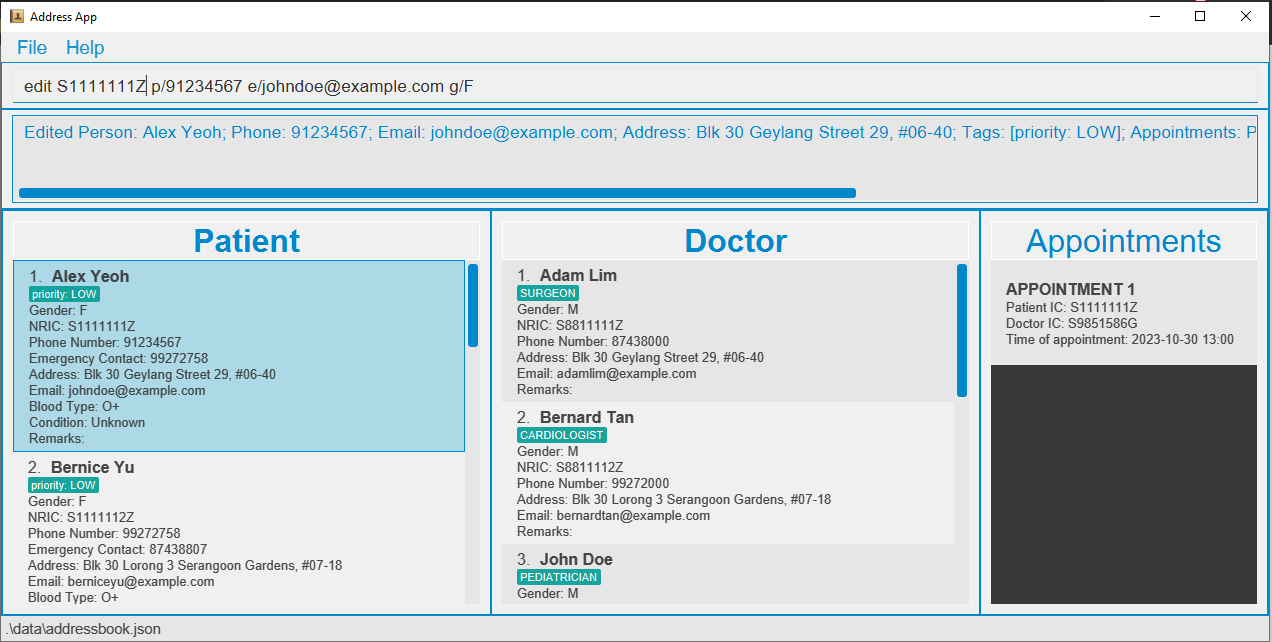 Address App
File Help
edit S1111111Z p/91234567 e/johndoe@example.com g/F
Edited Person: Alex Yeoh; Phone: 91234567; Email: johndoe@example.com; Address: Blk 30 Geylang Street 29, #06-40; Tags: [priority: LOW]; Appointments: P
Patient
1. Alex Yeoh
priority: LOW
Gender: F
NRIC: S1111111Z
Phone Number: 91234567
Emergency Contact: 99272758
Address: Blk 30 Geylang Street 29, #06-40
Email: johndoe@example.com
Blood Type: O+
Condition: Unknown
Remarks:
2. Bernice Yu
priority: LOW
Gender: F
NRIC: S1111112Z
Phone Number: 99272758
Emergency Contact: 87438807
Address: Blk 30 Lorong 3 Serangoon Gardens, #07-18
Email: berniceyu@example.com
Blood Type: O+
Doctor
1. Adam Lim
SURGEON
Gender: M
NRIC: S8811111Z
Phone Number: 87438000
Address: Blk 30 Geylang Street 29, #06-40
Email: adamlim@example.com
Remarks:
2. Bernard Tan
CARDIOLOGIST
Gender: M
NRIC: S8811112Z
Phone Number: 99272000
Address: Blk 30 Lorong 3 Serangoon Gardens, #07-18
Email: bernardtan@example.com
Remarks:
3. John Doe
PEDIATRICIAN
Gender: M
Appointments
APPOINTMENT 1
Patient IC: S1111111Z
Doctor IC: S9851586G
Time of appointment: 2023-10-30 13:00
.\data\addressbook.json